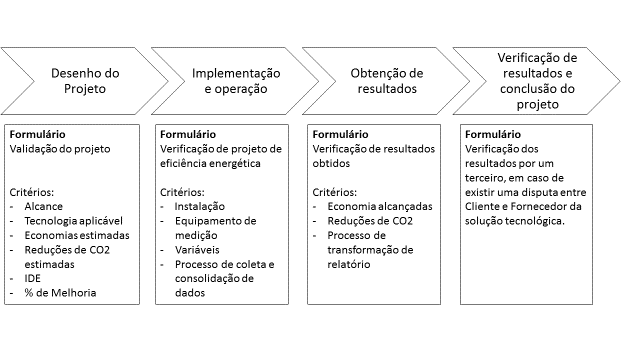 Desenho do
Projeto
Implementação
e operação
Obtenção de
resultados
Verificação de
resultados e
conclusão do
projeto
Formulário
Validação do projeto
Critérios:
- Alcance
- Tecnologia aplicável
- Economias estimadas
- Reduções de CO2
estimadas
- IDE
- % de Melhoria
Formulário
Verificação de projeto de
eficiência energética
Critérios:
- Instalação
- Equipamento de
medição
- Variáveis
- Processo de coleta e
consolidação de
dados
Formulário
Verificação de resultados
obtidos
Critérios:
- Economia alcançadas
- Reduções de CO2
- Processo de
transformação de
relatório
Formulário
Verificação dos
resultados por um
terceiro, em caso de
existir uma disputa entre
Cliente e Fornecedor da
solução tecnológica.